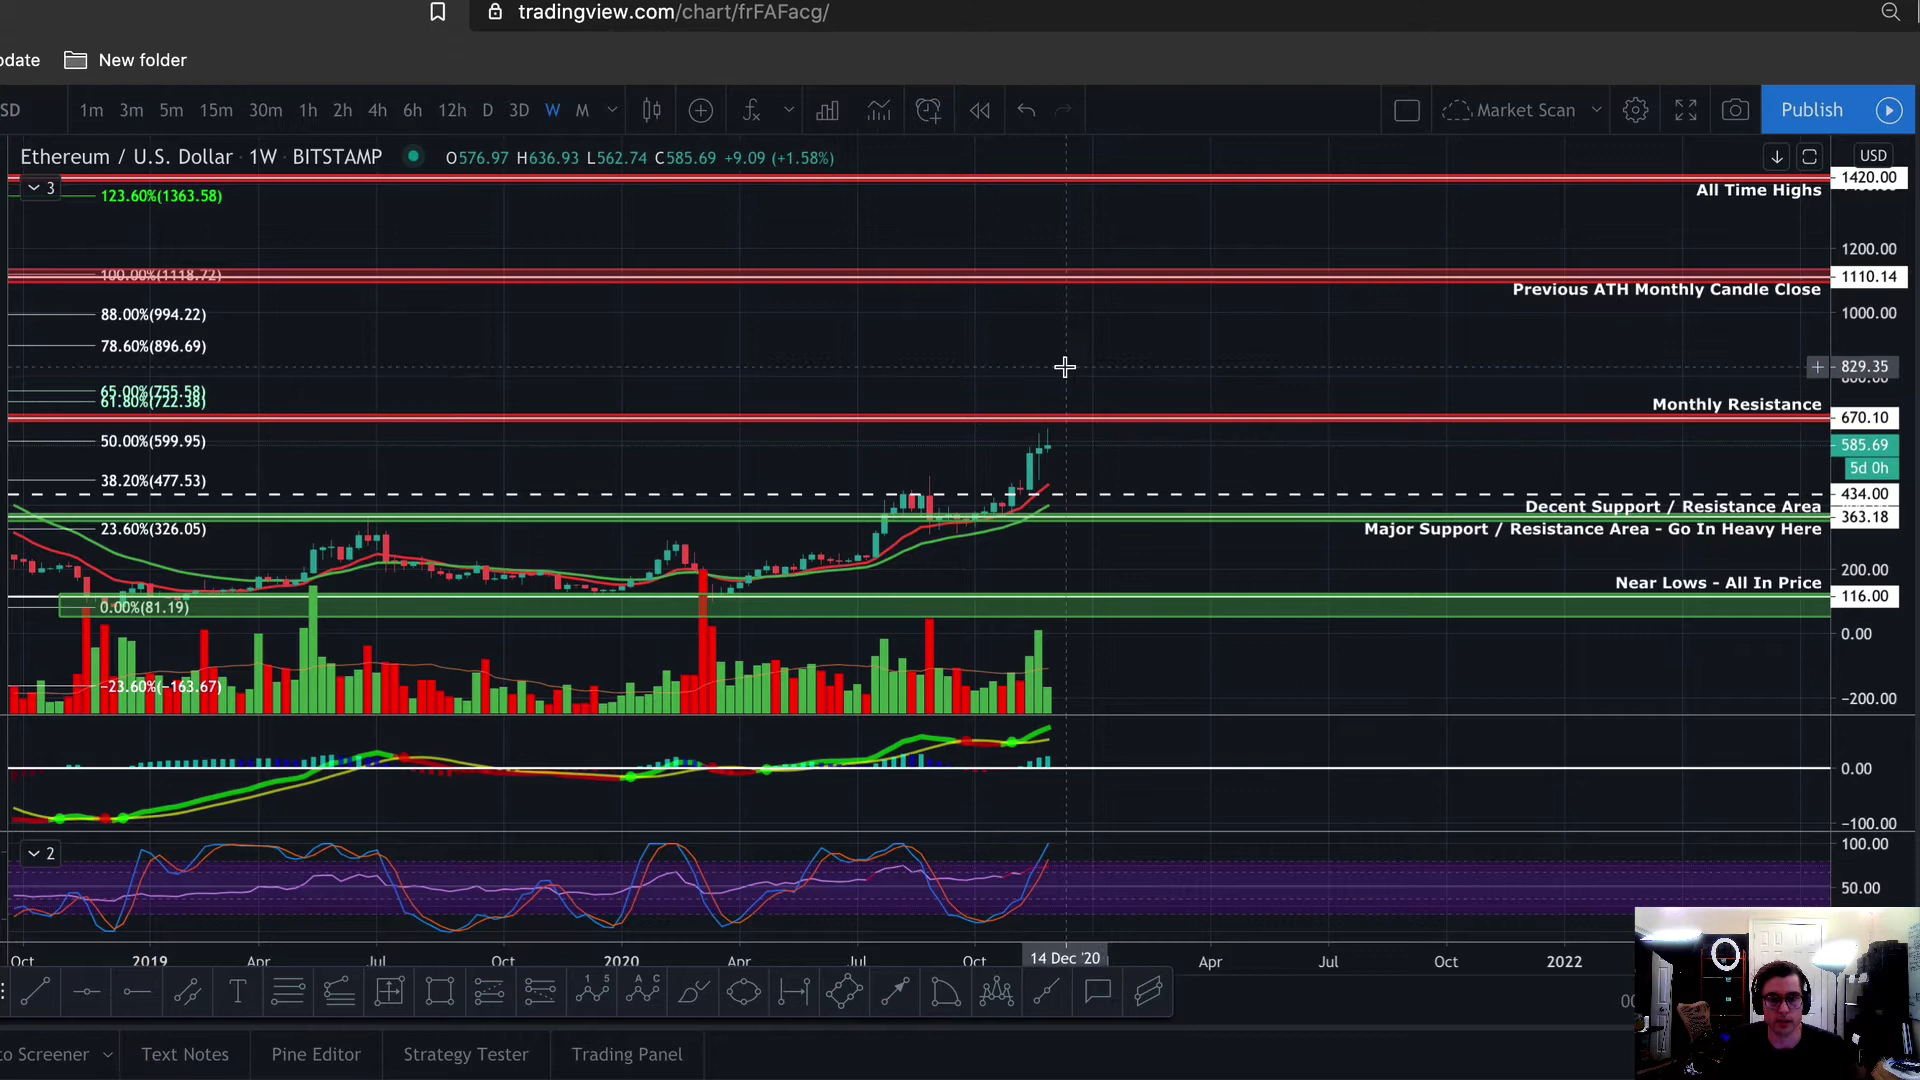 tradingview.com/chart/frFAFacg/
pdate New folder
SD 1m 3m 5m 15m 30m 1h 2h 4h 6h 12h D 3D W M Market Scan Publish
Ethereum / U.S. Dollar · 1W · BITSTAMP O576.97 H636.93 L562.74 C585.69 +9.09 (+1.58%) USD
1420.00
3 All Time Highs
123.60%(1363.58)
1200.00
100.00%(1118.72) 1110.14
Previous ATH Monthly Candle Close
88.00%(994.22) 1000.00
78.60%(896.69)
829.35
800.00
65.00%(755.58)
61.80%(722.38) Monthly Resistance
670.10
50.00%(599.95) 585.69
5d 0h
38.20%(477.53)
434.00
Decent Support / Resistance Area
363.18
23.60%(326.05) Major Support / Resistance Area - Go In Heavy Here
200.00
Near Lows - All In Price
116.00
0.00%(81.19)
0.00
−23.60%(−163.67)
−200.00
0.00
−100.00
100.00
2
50.00
Oct 2019 Apr Jul Oct 2020 Apr Jul Oct 14 Dec '20 Apr Jul Oct 2022
T 1 5 A C
to Screener Text Notes Pine Editor Strategy Tester Trading Panel